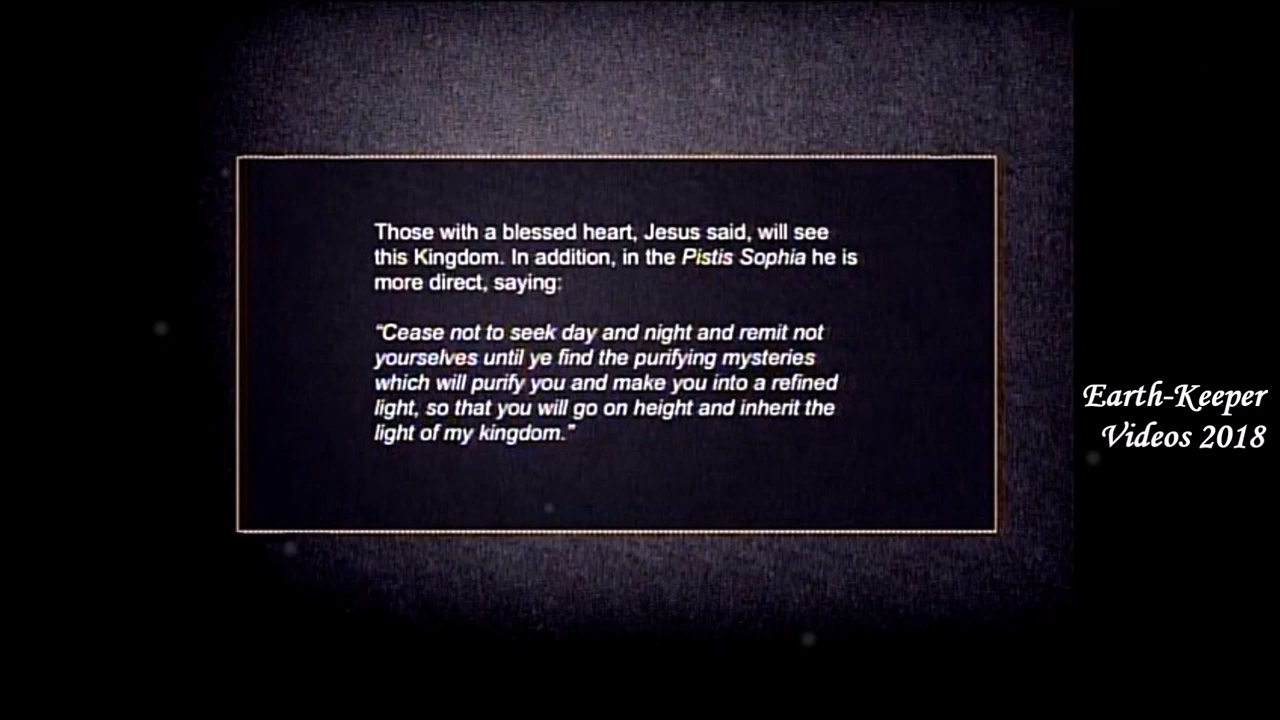 Those with a blessed heart, Jesus said, will see
this Kingdom. In addition, in the Pistis Sophia he is
more direct, saying:
“Cease not to seek day and night and remit not
yourselves until ye find the purifying mysteries
which will purify you and make you into a refined
light, so that you will go on height and inherit the
light of my kingdom.”
Earth-Keeper
Videos 2018